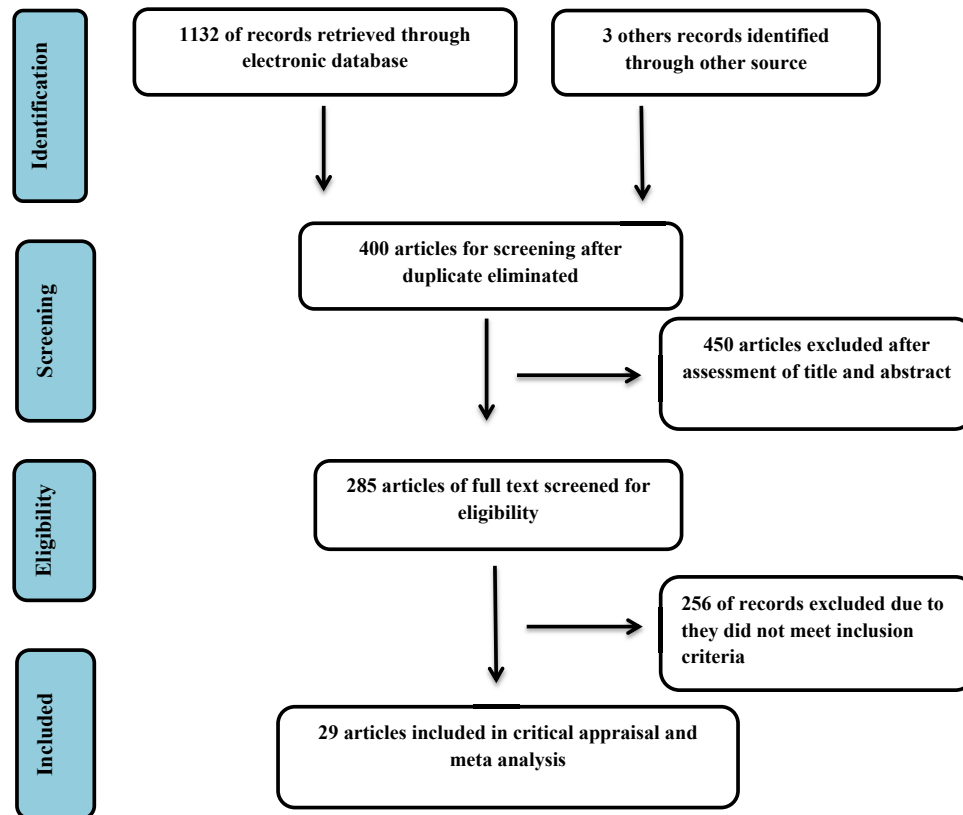 Identification
1132 of records retrieved through
electronic database
3 others records identified
through other source
Screening
400 articles for screening after
duplicate eliminated
450 articles excluded after
assessment of title and abstract
Eligibility
285 articles of full text screened for
eligibility
256 of records excluded due to
they did not meet inclusion
criteria
Included
29 articles included in critical appraisal and
meta analysis